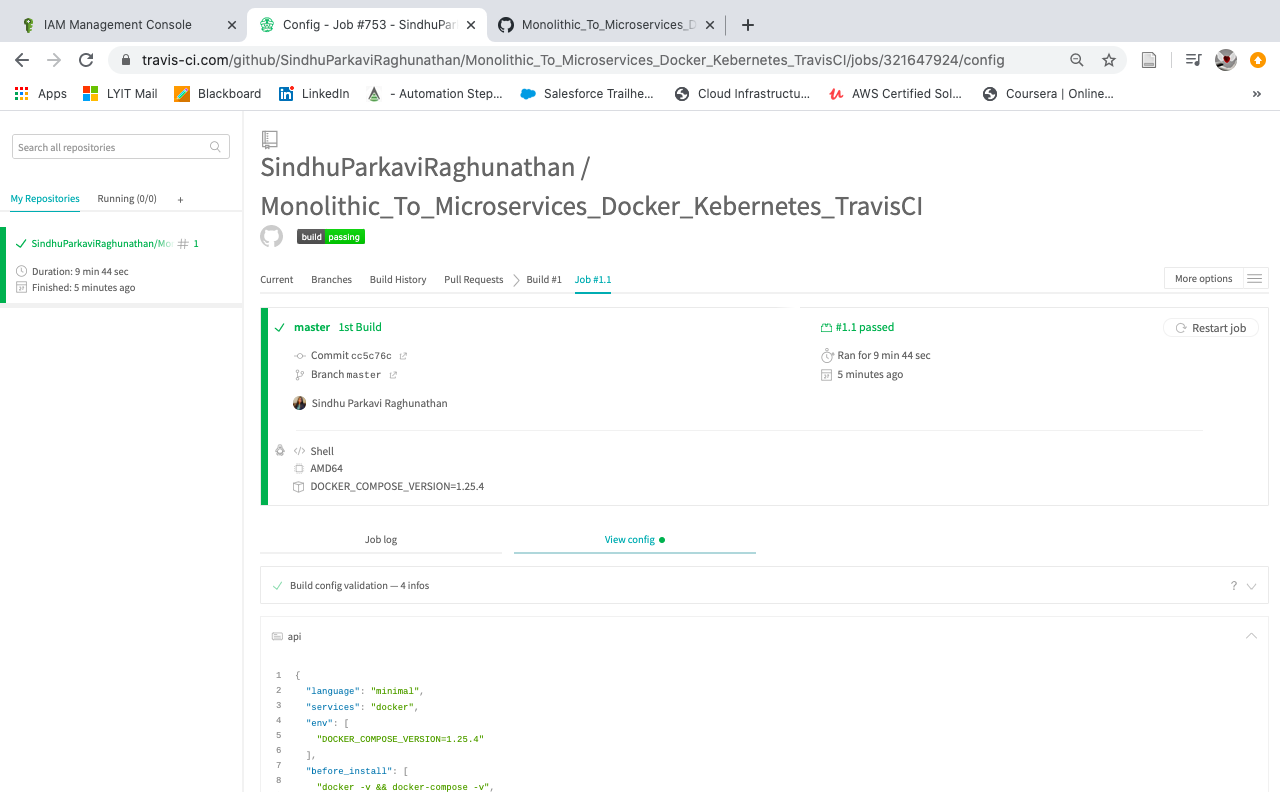 IAM Management Console
Config - Job #753 - SindhuPar
Monolithic_To_Microservices_D
travis-ci.com/github/SindhuParkaviRaghunathan/Monolithic_To_Microservices_Docker_Kebernetes_TravisCI/jobs/321647924/config
Apps
LYIT Mail
Blackboard
LinkedIn
- Automation Step...
Salesforce Trailhe...
Cloud Infrastructu...
AWS Certified Sol...
Coursera | Online...
»
Search all repositories
My Repositories
Running (0/0)
+
SindhuParkaviRaghunathan/Mo
# 1
Duration: 9 min 44 sec
Finished: 5 minutes ago
SindhuParkaviRaghunathan /
Monolithic_To_Microservices_Docker_Kebernetes_TravisCI
build passing
Current
Branches
Build History
Pull Requests
Build #1
Job #1.1
More options
master 1st Build
Commit cc5c76c
Branch master
Sindhu Parkavi Raghunathan
#1.1 passed
Ran for 9 min 44 sec
5 minutes ago
Restart job
Shell
AMD64
DOCKER_COMPOSE_VERSION=1.25.4
Job log
View config
Build config validation — 4 infos
?
api
1 {
2 "language": "minimal",
3 "services": "docker",
4 "env": [
5 "DOCKER_COMPOSE_VERSION=1.25.4"
6 ],
7 "before_install": [
8 "docker -v && docker-compose -v",